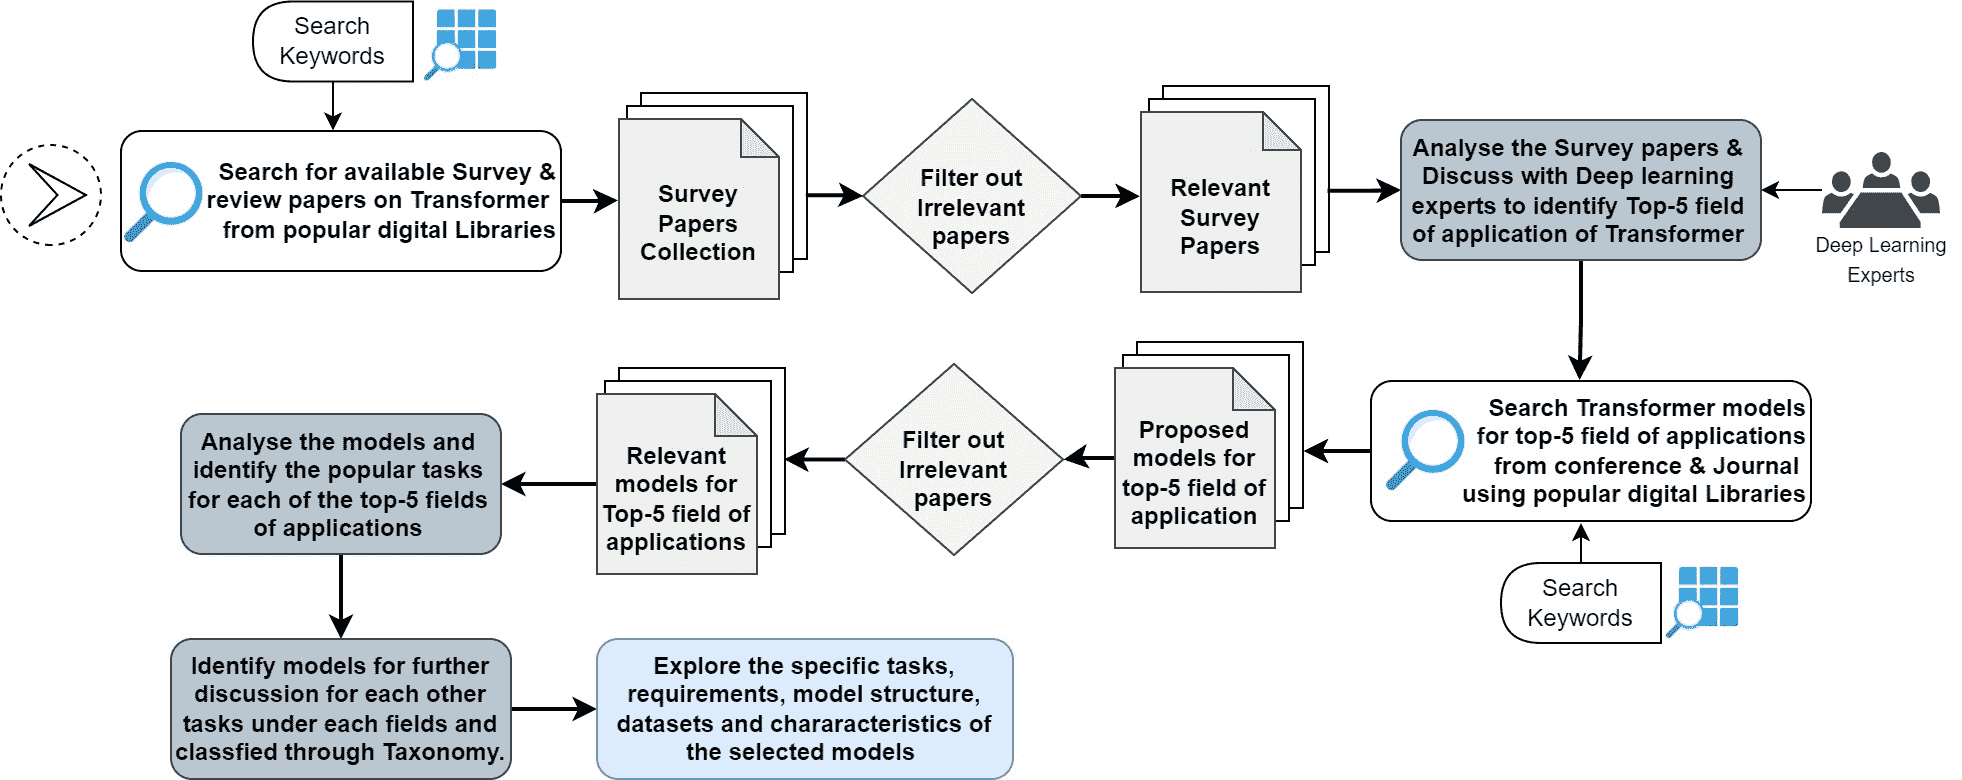 Search
Keywords
Search for available Survey &
review papers on Transformer
from popular digital Libraries
Survey
Papers
Collection
Filter out
Irrelevant
papers
Relevant
Survey
Papers
Analyse the Survey papers &
Discuss with Deep learning
experts to identify Top-5 field
of application of Transformer
Deep Learning
Experts
Search Transformer models
for top-5 field of applications
from conference & Journal
using popular digital Libraries
Search
Keywords
Proposed
models for
top-5 field of
application
Filter out
Irrelevant
papers
Relevant
models for
Top-5 field of
applications
Analyse the models and
identify the popular tasks
for each of the top-5 fields
of applications
Identify models for further
discussion for each other
tasks under each fields and
classfied through Taxonomy.
Explore the specific tasks,
requirements, model structure,
datasets and chararacteristics of
the selected models